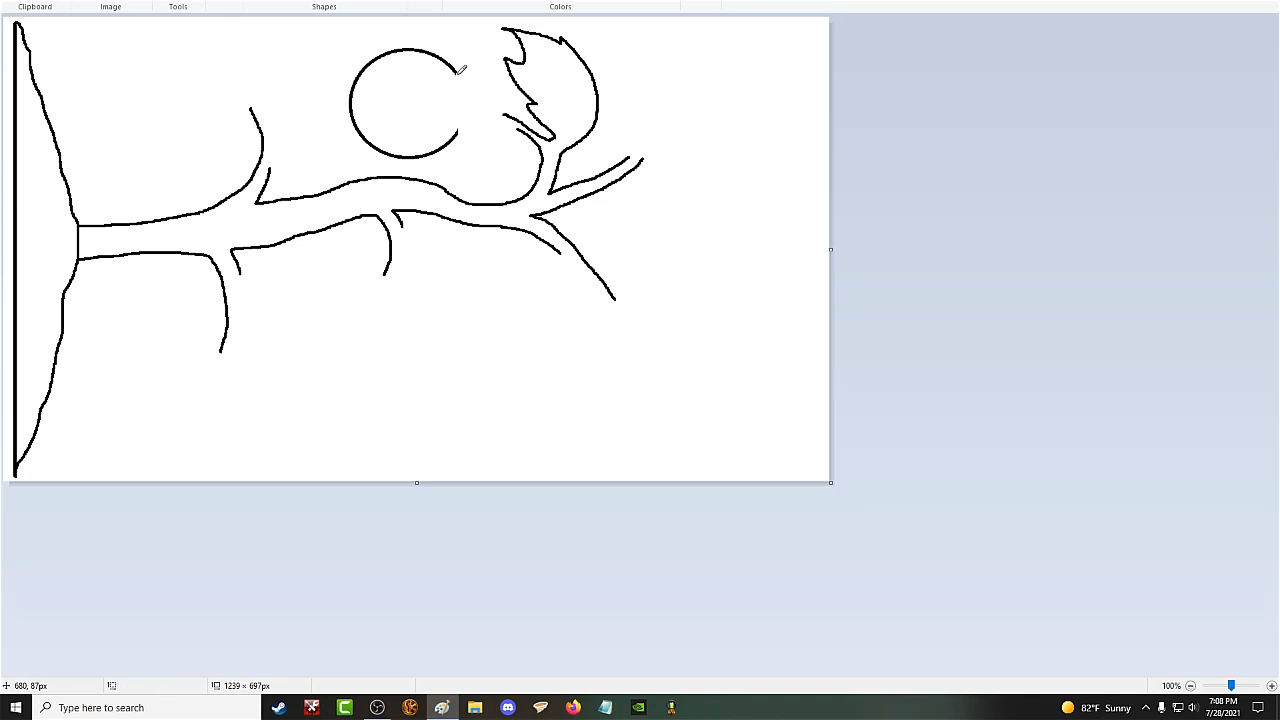 Clipboard Image Tools Shapes Colors
680, 87px 1239 × 697px 100%
Type here to search 82°F Sunny 7:08 PM
7/28/2021